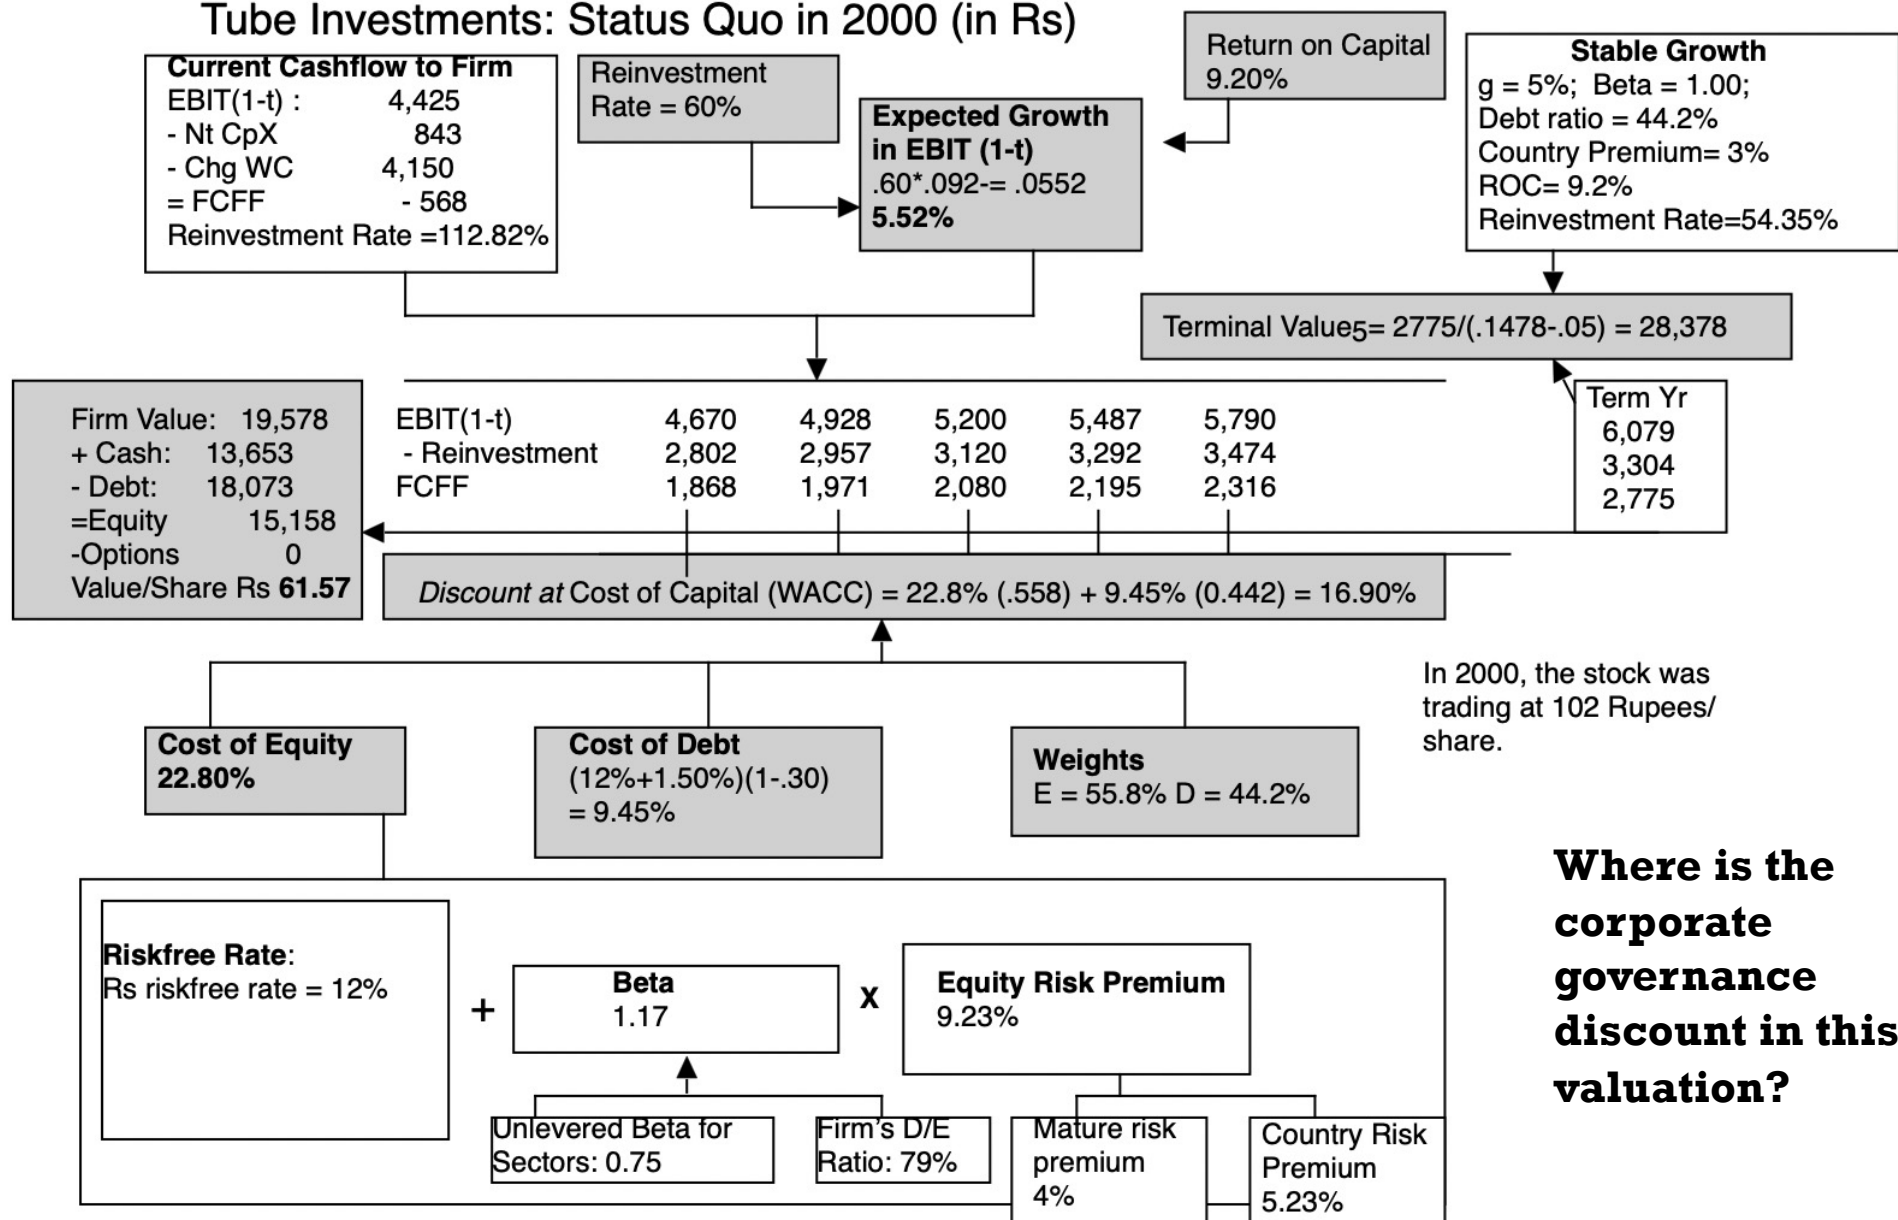 Tube Investments: Status Quo in 2000 (in Rs)
Current Cashflow to Firm
EBIT(1-t) : 4,425
- Nt CpX 843
- Chg WC 4,150
= FCFF - 568
Reinvestment Rate =112.82%
Reinvestment
Rate = 60%
Expected Growth
in EBIT (1-t)
.60*.092-= .0552
5.52%
Return on Capital
9.20%
Stable Growth
g = 5%; Beta = 1.00;
Debt ratio = 44.2%
Country Premium= 3%
ROC= 9.2%
Reinvestment Rate=54.35%
Terminal Value5= 2775/(.1478-.05) = 28,378
Firm Value: 19,578
+ Cash: 13,653
- Debt: 18,073
=Equity 15,158
-Options 0
Value/Share Rs 61.57
EBIT(1-t) 4,670 4,928 5,200 5,487 5,790
- Reinvestment 2,802 2,957 3,120 3,292 3,474
FCFF 1,868 1,971 2,080 2,195 2,316
Term Yr
6,079
3,304
2,775
Discount at Cost of Capital (WACC) = 22.8% (.558) + 9.45% (0.442) = 16.90%
In 2000, the stock was
trading at 102 Rupees/
share.
Cost of Equity
22.80%
Cost of Debt
(12%+1.50%)(1-.30)
= 9.45%
Weights
E = 55.8% D = 44.2%
Riskfree Rate:
Rs riskfree rate = 12%
+
Beta
1.17
X
Equity Risk Premium
9.23%
Unlevered Beta for
Sectors: 0.75
Firm's D/E
Ratio: 79%
Mature risk
premium
4%
Country Risk
Premium
5.23%
Where is the
corporate
governance
discount in this
valuation?